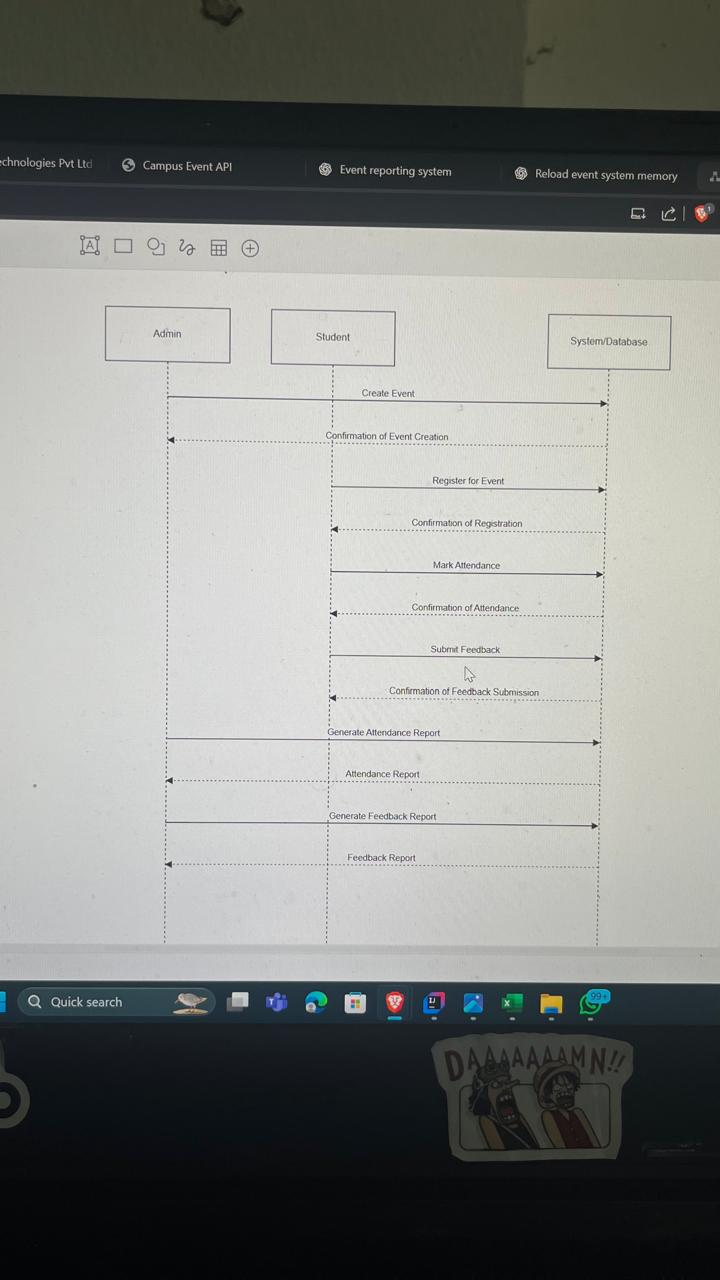 echnologies Pvt Ltd
Campus Event API
Event reporting system
Reload event system memory
1
A
Admin
Student
System/Database
Create Event
Confirmation of Event Creation
Register for Event
Confirmation of Registration
Mark Attendance
Confirmation of Attendance
Submit Feedback
Confirmation of Feedback Submission
Generate Attendance Report
Attendance Report
Generate Feedback Report
Feedback Report
Quick search
99+
DAAAAAAAMN!!